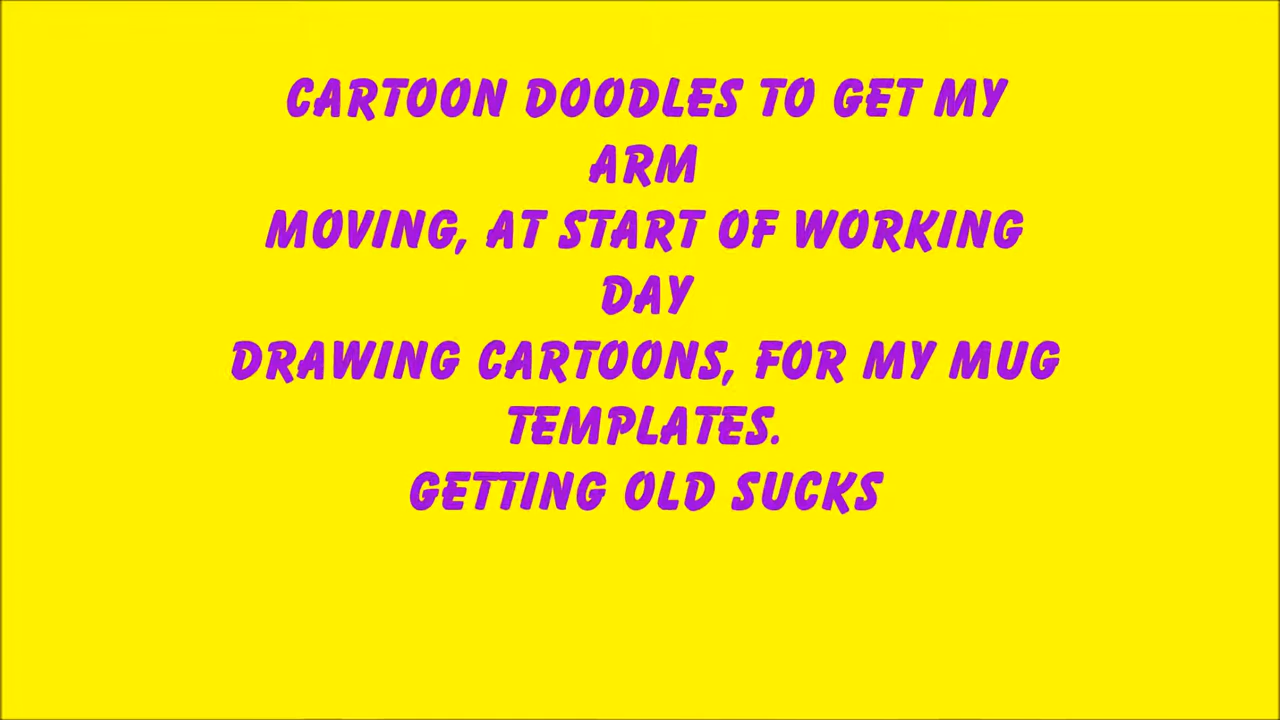 CARTOON DOODLES TO GET MY
ARM
MOVING, AT START OF WORKING
DAY
DRAWING CARTOONS, FOR MY MUG
TEMPLATES.
GETTING OLD SUCKS